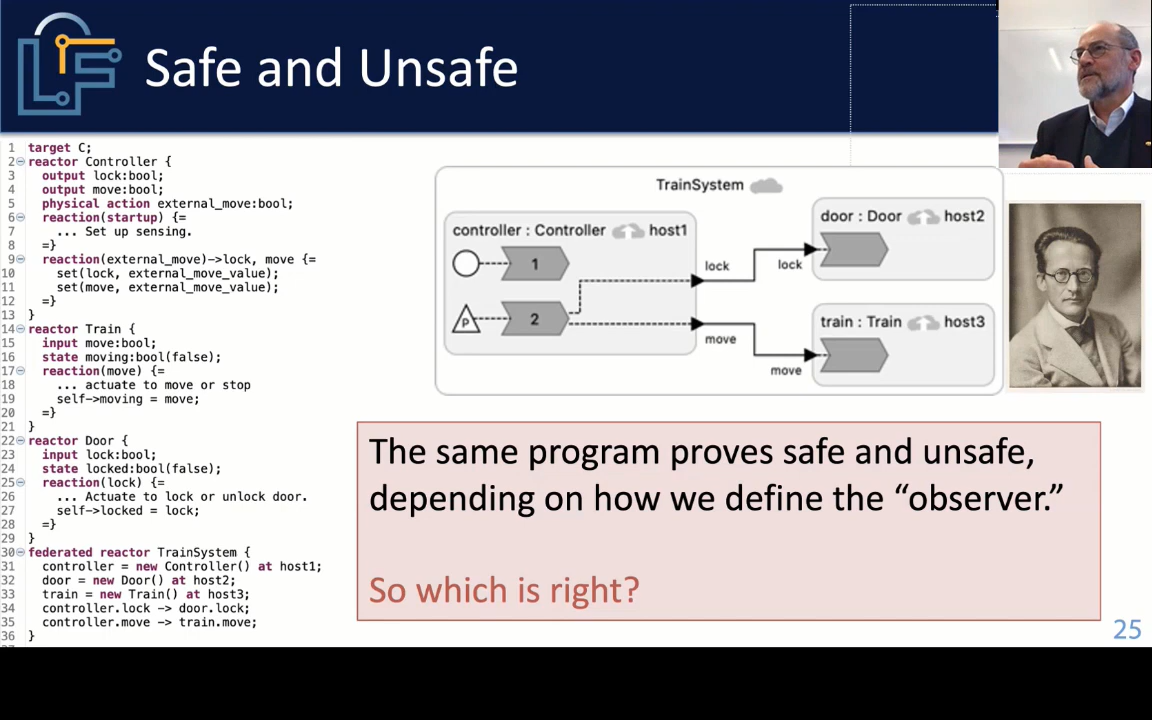 Safe and Unsafe
1 target C;
2 reactor Controller {
3 output lock:bool;
4 output move:bool;
5 physical action external_move:bool;
6 reaction(startup) {=
7 ... Set up sensing.
8 =}
9 reaction(external_move)->lock, move {=
10 set(lock, external_move_value);
11 set(move, external_move_value);
12 =}
13 }
14 reactor Train {
15 input move:bool;
16 state moving:bool(false);
17 reaction(move) {=
18 ... actuate to move or stop
19 self->moving = move;
20 =}
21 }
22 reactor Door {
23 input lock:bool;
24 state locked:bool(false);
25 reaction(lock) {=
26 ... Actuate to lock or unlock door.
27 self->locked = lock;
28 =}
29 }
30 federated reactor TrainSystem {
31 controller = new Controller() at host1;
32 door = new Door() at host2;
33 train = new Train() at host3;
34 controller.lock -> door.lock;
35 controller.move -> train.move;
36 }
TrainSystem
controller : Controller host1
1
P
2
lock
move
lock
move
door : Door host2
train : Train host3
The same program proves safe and unsafe,
depending on how we define the “observer.”
So which is right?
25